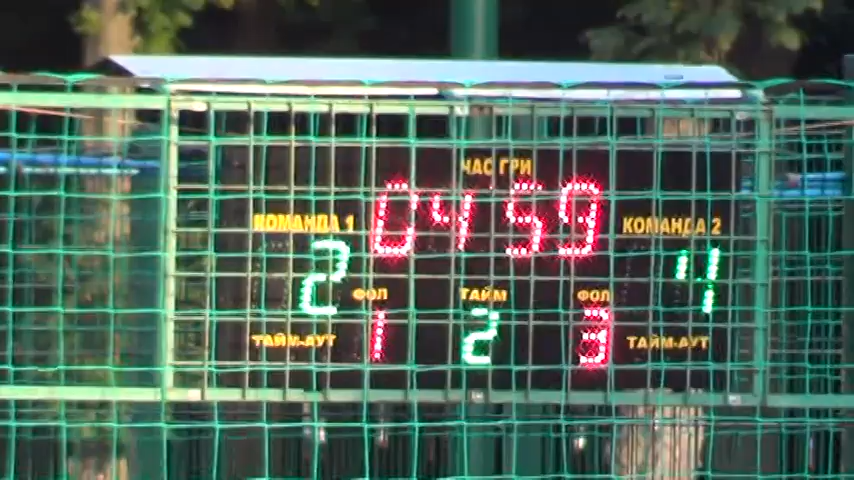 ЧАС ГРИ
04 59
КОМАНДА 1
КОМАНДА 2
2
4
ФОЛ ТАЙМ ФОЛ
1 2 3
ТАЙМ-АУТ
ТАЙМ-АУТ